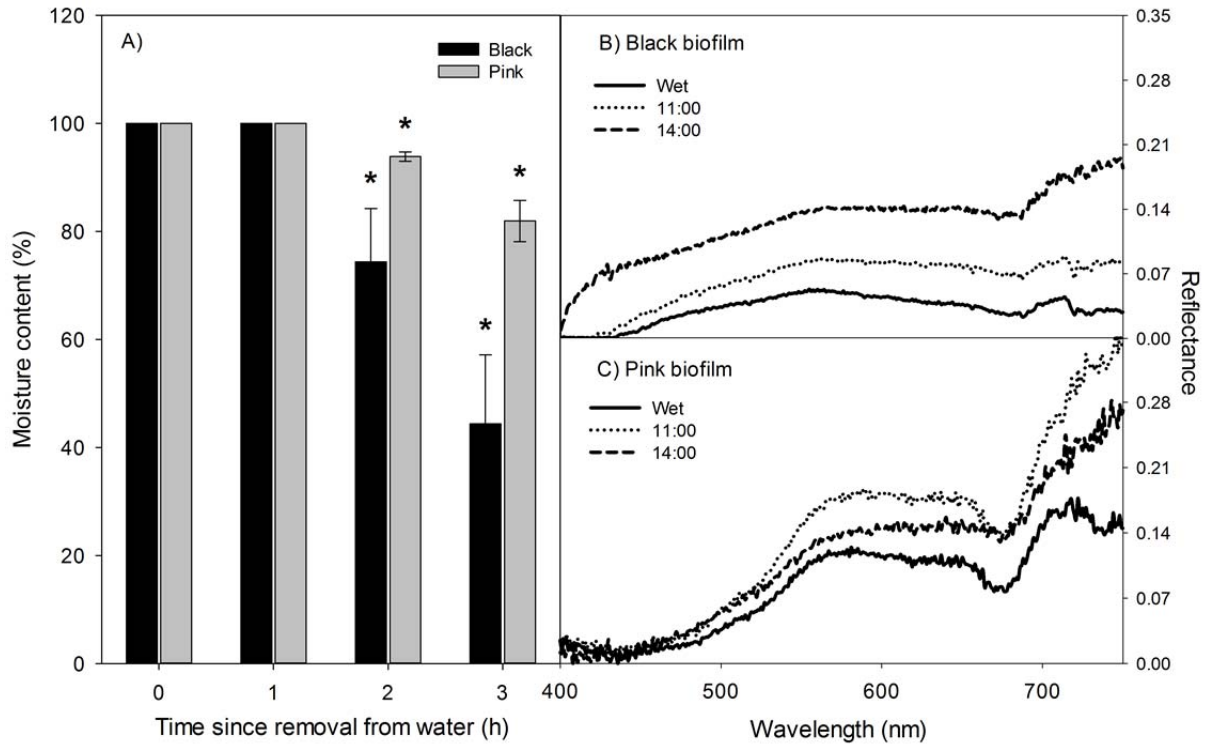 A)
Black
Pink
*
*
*
*
120
100
80
60
40
20
0
Moisture content (%)
0 1 2 3
Time since removal from water (h)
B) Black biofilm
Wet
11:00
14:00
0.35
0.28
0.21
0.14
0.07
0.00
Reflectance
C) Pink biofilm
Wet
11:00
14:00
0.28
0.21
0.14
0.07
0.00
400 500 600 700
Wavelength (nm)